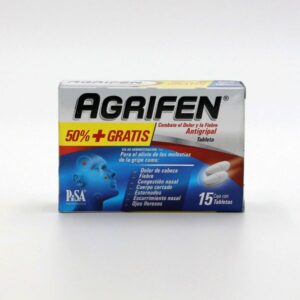 AGRIFEN®
Combate el Dolor y la Fiebre
50% + GRATIS
Antigripal
Tableta
VÍA DE ADMINISTRACIÓN:
Para el alivio de las molestias
de la gripe como:
Dolor de cabeza
Fiebre
Congestión nasal
Cuerpo cortado
Estornudos
Escurrimiento nasal
Ojos llorosos
PiSA
15 Caja con
Tabletas